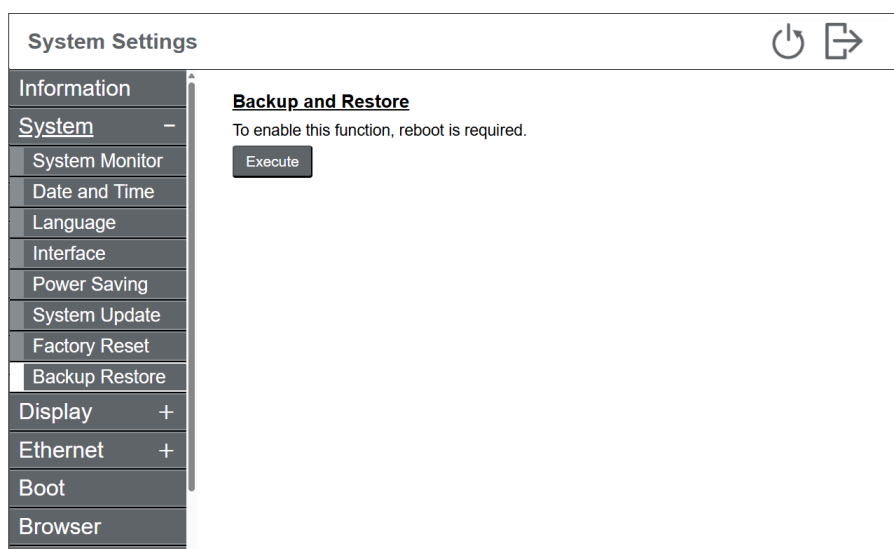 System Settings
Information
System −
System Monitor
Date and Time
Language
Interface
Power Saving
System Update
Factory Reset
Backup Restore
Display +
Ethernet +
Boot
Browser
Backup and Restore
To enable this function, reboot is required.
Execute